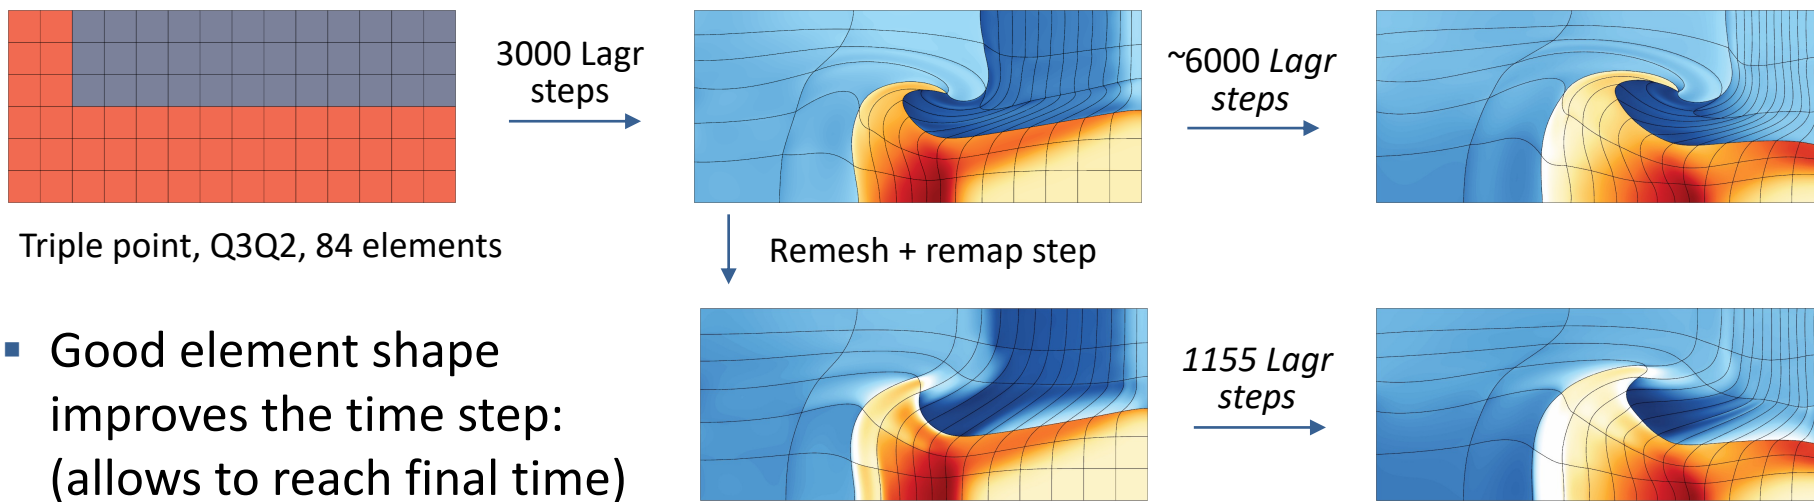 3000 Lagr
steps
~6000 Lagr
steps
Triple point, Q3Q2, 84 elements
Remesh + remap step
▪ Good element shape
improves the time step:
(allows to reach final time)
1155 Lagr
steps